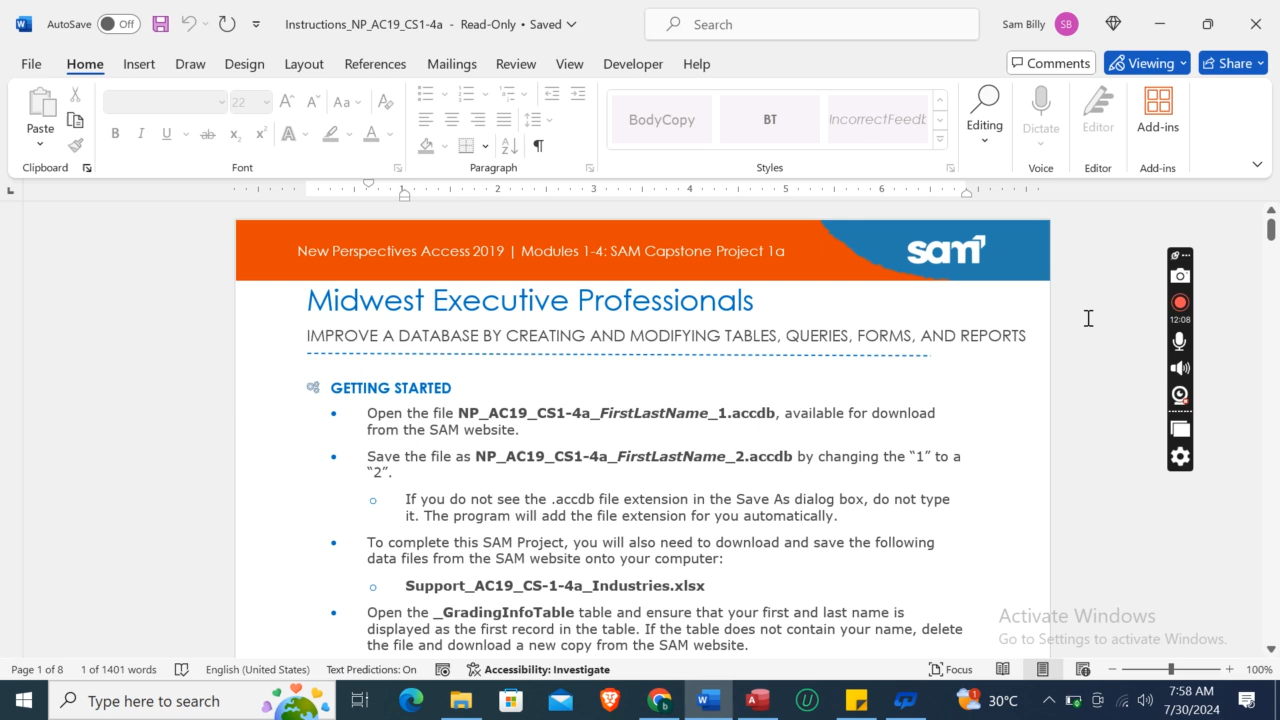 AutoSave Off Instructions_NP_AC19_CS1-4a - Read-Only • Saved Search Sam Billy SB
File Home Insert Draw Design Layout References Mailings Review View Developer Help Comments Viewing Share
22 Aa
Paste BodyCopy BT IncorrectFeedb Editing Dictate Editor Add-ins
Clipboard Font Paragraph Styles Voice Editor Add-ins
1 2 3 4 5 6
New Perspectives Access 2019 | Modules 1-4: SAM Capstone Project 1a sam
Midwest Executive Professionals
IMPROVE A DATABASE BY CREATING AND MODIFYING TABLES, QUERIES, FORMS, AND REPORTS
GETTING STARTED
• Open the file NP_AC19_CS1-4a_FirstLastName_1.accdb, available for download
from the SAM website.
• Save the file as NP_AC19_CS1-4a_FirstLastName_2.accdb by changing the “1” to a
“2”.
o If you do not see the .accdb file extension in the Save As dialog box, do not type
it. The program will add the file extension for you automatically.
• To complete this SAM Project, you will also need to download and save the following
data files from the SAM website onto your computer:
o Support_AC19_CS-1-4a_Industries.xlsx
• Open the _GradingInfoTable table and ensure that your first and last name is
displayed as the first record in the table. If the table does not contain your name, delete
the file and download a new copy from the SAM website.
12:08
Activate Windows
Go to Settings to activate Windows.
Page 1 of 8 1 of 1401 words English (United States) Text Predictions: On Accessibility: Investigate Focus 100%
Type here to search 1 30°C 7:58 AM
7/30/2024